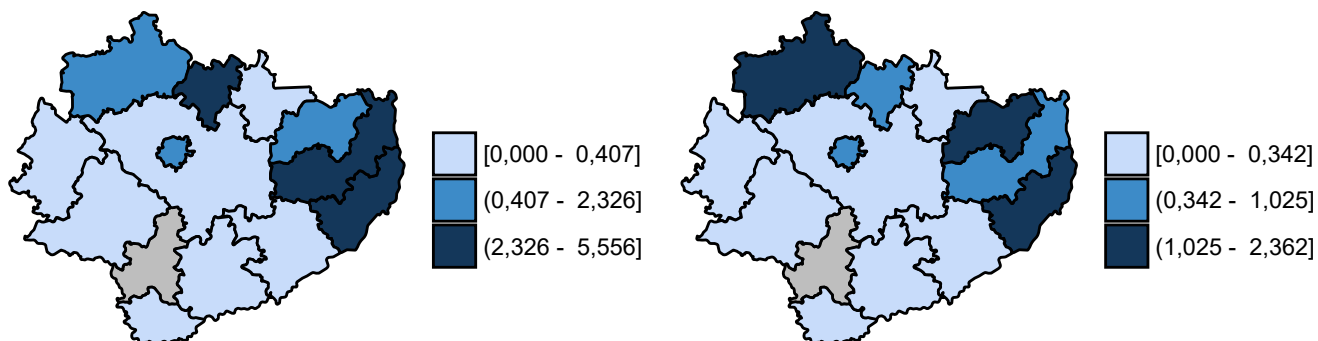 [0,000 - 0,407]
(0,407 - 2,326]
(2,326 - 5,556]
[0,000 - 0,342]
(0,342 - 1,025]
(1,025 - 2,362]